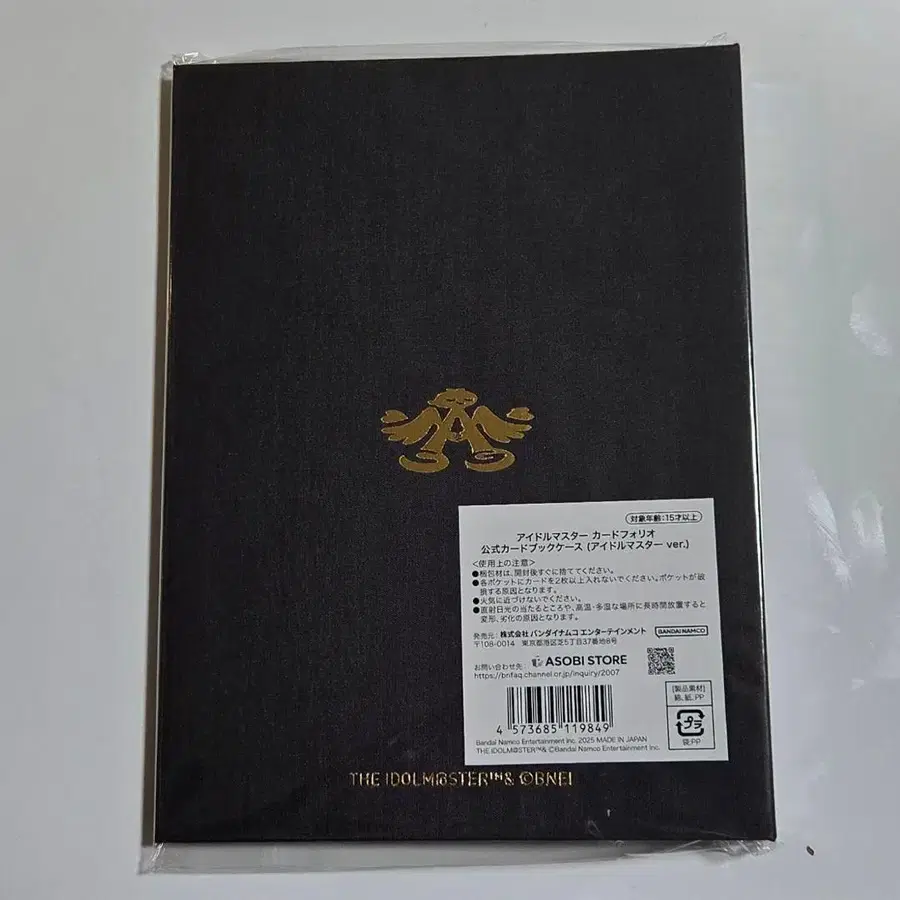 対象年齢:15才以上
アイドルマスター カードフォリオ
公式カードブックケース (アイドルマスター ver.)
<使用上の注意>
●梱包材は、開封後すぐに捨ててください。
●各ポケットにカードを2枚以上入れないでください。ポケットが破
損する原因となります。
●火気に近づけないでください。
●直射日光の当たるところや、高温・多湿な場所に長時間放置すると
変形、劣化の原因となります。
発売元: 株式会社 バンダイナムコ エンターテインメント
BANDAI NAMCO
〒108-0014 東京都港区芝5丁目37番地8号
お問い合わせ先 ASOBI STORE
https://bnfaq.channel.or.jp/inquiry/2007
[製品素材]
綿、紙、PP
プラ
袋:PP
4 573685 119849
Bandai Namco Entertainment Inc. 2025 MADE IN JAPAN
THE IDOLM@STER™& ©Bandai Namco Entertainment Inc.
THE IDOLM@STER™& ©BNEI